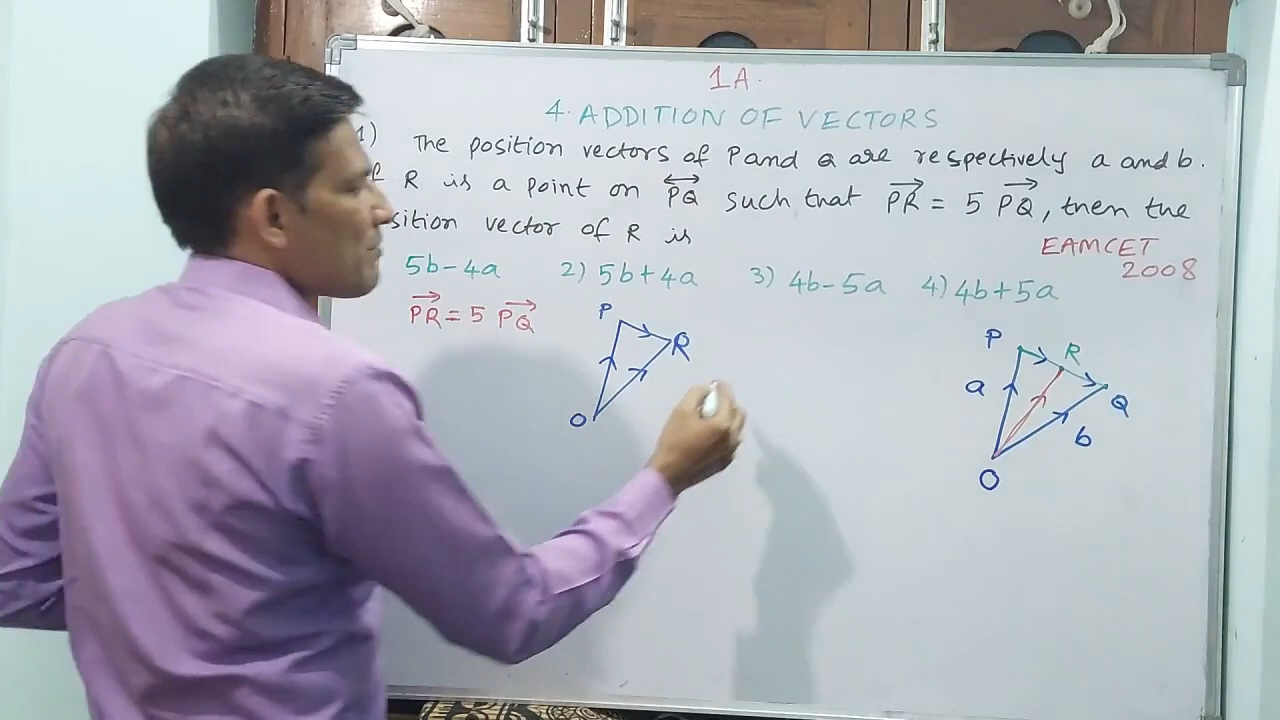 1A.
4. ADDITION OF VECTORS
1) The position vectors of P and Q are respectively a and b.
R is a point on PQ such that PR = 5 PQ, then the
sition vector of R is
EAMCET
2008
5b-4a 2) 5b+4a 3) 4b-5a 4) 4b+5a
PR = 5 PQ
P
R
O
P
R
a
Q
b
O